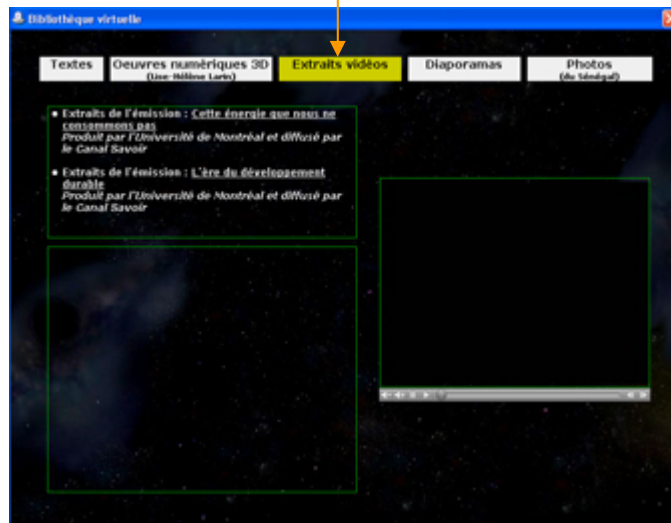 Bibliothèque virtuelle
Textes
Oeuvres numériques 3D
(Line-Hélène Larin)
Extraits vidéos
Diaporamas
Photos
(du Sénégal)
• Extraits de l'émission : Cette énergie que nous ne
consommons pas
Produit par l'Université de Montréal et diffusé par
le Canal Savoir
• Extraits de l'émission : L'ère du développement
durable
Produit par l'Université de Montréal et diffusé par
le Canal Savoir